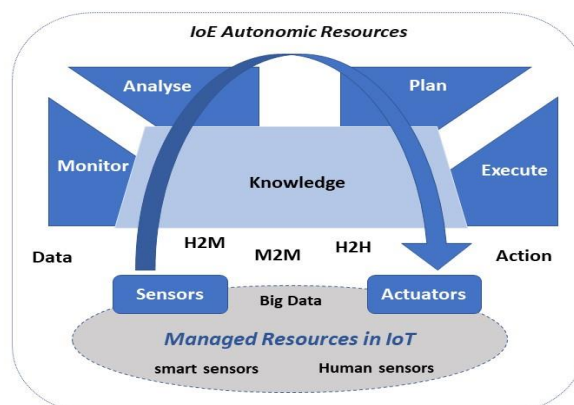 IoE Autonomic Resources
Analyse
Plan
Monitor
Knowledge
Execute
Data
H2M
M2M
H2H
Action
Sensors
Big Data
Actuators
Managed Resources in IoT
smart sensors
Human sensors